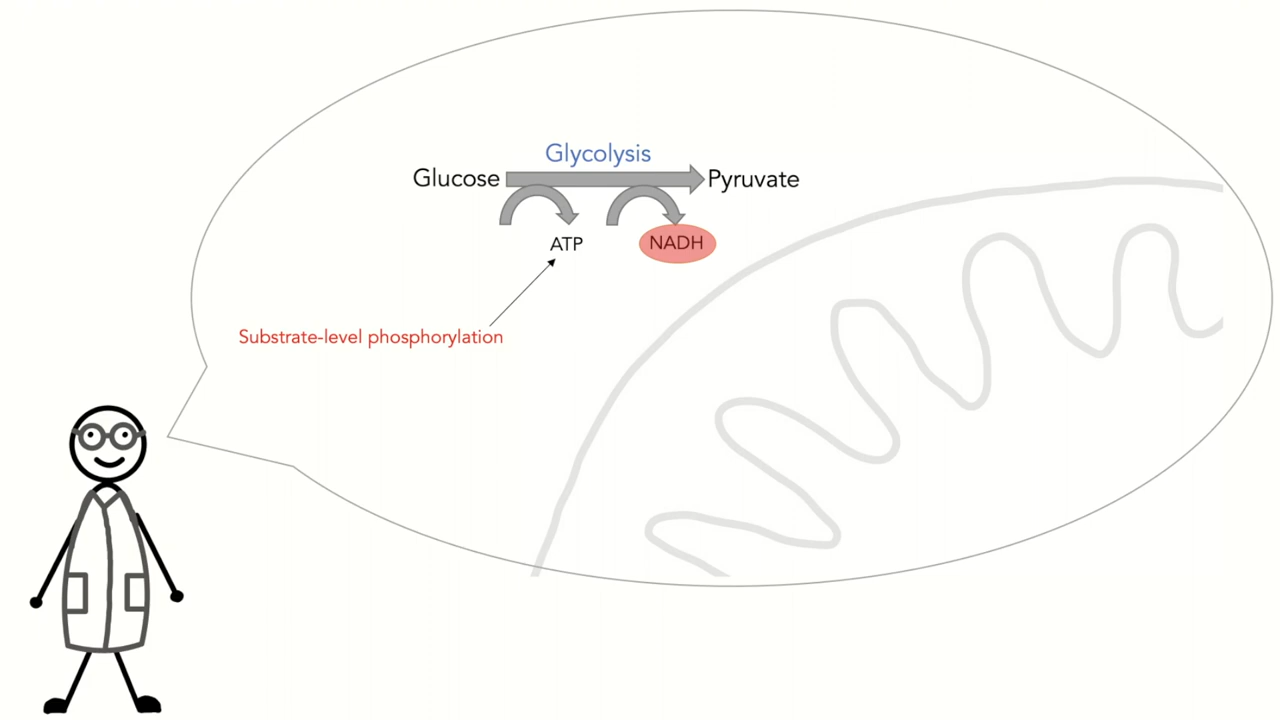 Glycolysis
Glucose
Pyruvate
ATP
NADH
Substrate-level phosphorylation